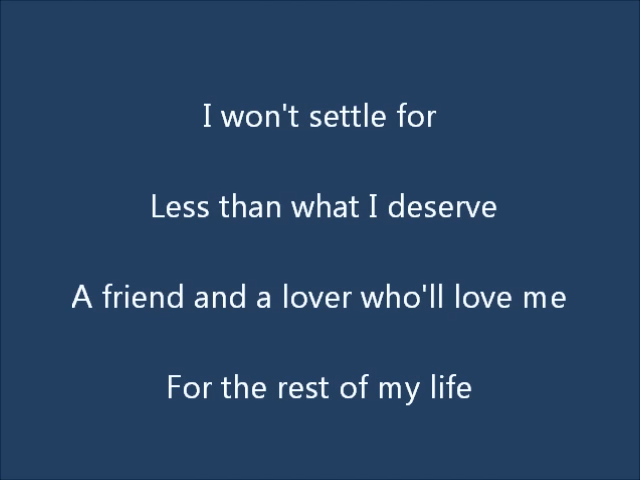 I won't settle for
Less than what I deserve
A friend and a lover who'll love me
For the rest of my life